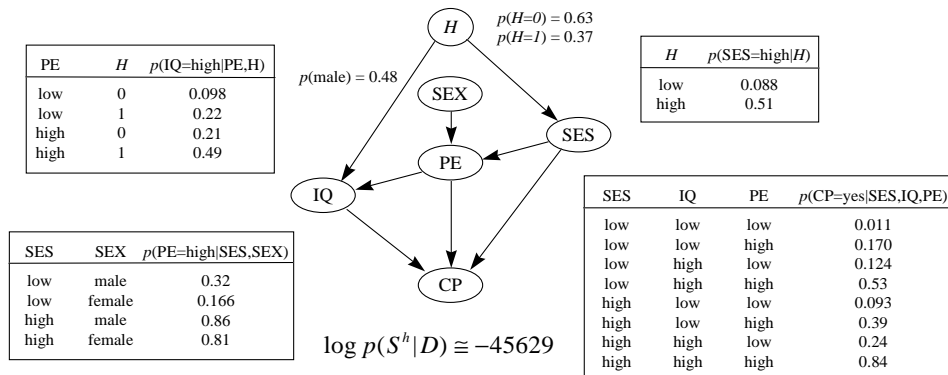 H
p(H=0) = 0.63
p(H=1) = 0.37
PE H p(IQ=high|PE,H)
low 0 0.098
low 1 0.22
high 0 0.21
high 1 0.49
H p(SES=high|H)
low 0.088
high 0.51
p(male) = 0.48
SEX
SES
PE
IQ
CP
SES SEX p(PE=high|SES,SEX)
low male 0.32
low female 0.166
high male 0.86
high female 0.81
SES IQ PE p(CP=yes|SES,IQ,PE)
low low low 0.011
low low high 0.170
low high low 0.124
low high high 0.53
high low low 0.093
high low high 0.39
high high low 0.24
high high high 0.84
log p(S^h|D) ≅ −45629